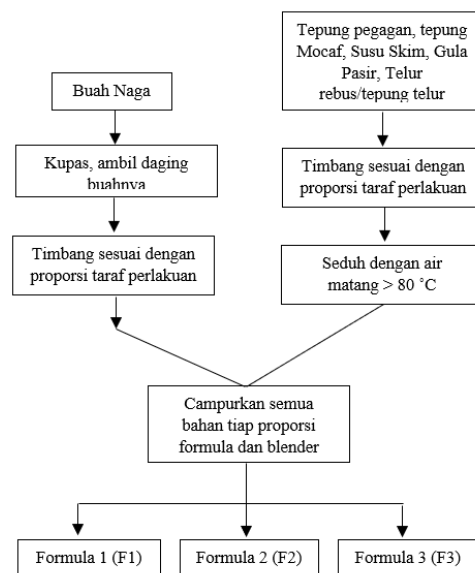 Tepung pegagan, tepung
Mocaf, Susu Skim, Gula
Pasir, Telur
rebus/tepung telur
Buah Naga
Kupas, ambil daging
buahnya
Timbang sesuai dengan
proporsi taraf perlakuan
Timbang sesuai dengan
proporsi taraf perlakuan
Seduh dengan air
matang > 80 ˚C
Campurkan semua
bahan tiap proporsi
formula dan blender
Formula 1 (F1)
Formula 2 (F2)
Formula 3 (F3)